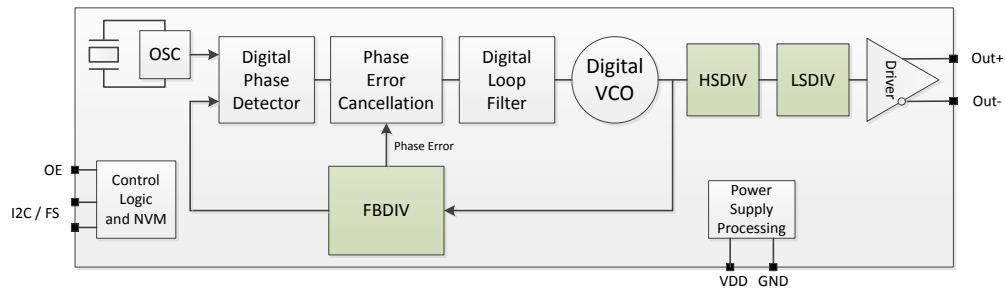 OSC
Digital
Phase
Detector
Phase
Error
Cancellation
Digital
Loop
Filter
Digital
VCO
HSDIV
LSDIV
Driver
Out+
Out-
Phase Error
FBDIV
OE
I2C / FS
Control
Logic
and NVM
Power
Supply
Processing
VDD
GND